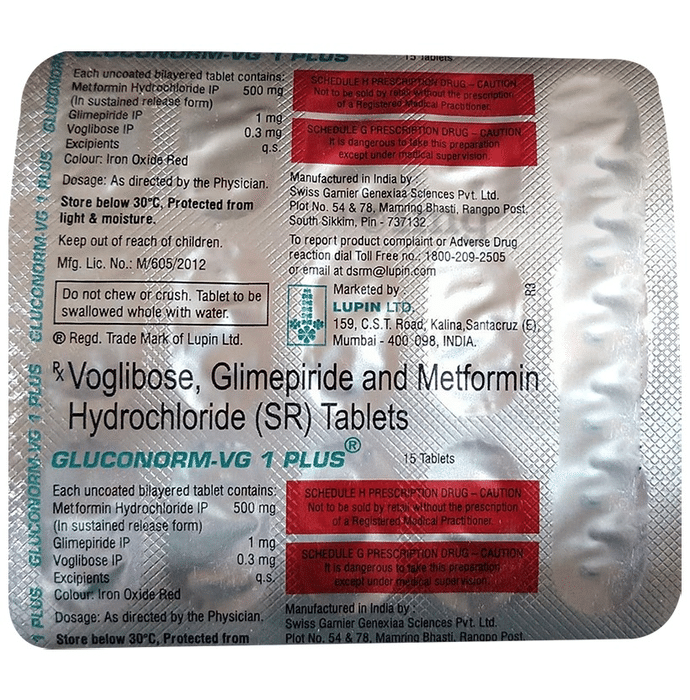 GLUCONORM-VG 1 PLUS
15 Tablets
Each uncoated bilayered tablet contains:
Metformin Hydrochloride IP 500 mg
(In sustained release form)
Glimepiride IP 1 mg
Voglibose IP 0.3 mg
Excipients q.s.
Colour: Iron Oxide Red
Dosage: As directed by the Physician.
Store below 30°C, Protected from
light & moisture.
Keep out of reach of children.
Mfg. Lic. No.: M/605/2012
Do not chew or crush. Tablet to be
swallowed whole with water.
® Regd. Trade Mark of Lupin Ltd.
SCHEDULE H PRESCRIPTION DRUG – CAUTION
Not to be sold by retail without the prescription
of a Registered Medical Practitioner.
SCHEDULE G PRESCRIPTION DRUG – CAUTION
It is dangerous to take this preparation
except under medical supervision.
Manufactured in India by :
Swiss Garnier Genexiaa Sciences Pvt. Ltd.
Plot No. 54 & 78, Mamring Bhasti, Rangpo Post,
South Sikkim, Pin - 737132
To report product complaint or Adverse Drug
reaction dial Toll Free no.: 1800-209-2505
or email at dsrm@lupin.com
Marketed by
LUPIN LTD.
159, C.S.T. Road, Kalina, Santacruz (E),
Mumbai - 400 098, INDIA.
R3
Rx Voglibose, Glimepiride and Metformin
Hydrochloride (SR) Tablets
GLUCONORM-VG 1 PLUS®
15 Tablets
Each uncoated bilayered tablet contains:
Metformin Hydrochloride IP 500 mg
(In sustained release form)
Glimepiride IP 1 mg
Voglibose IP 0.3 mg
Excipients q.s.
Colour: Iron Oxide Red
Dosage: As directed by the Physician.
Store below 30°C, Protected from
SCHEDULE H PRESCRIPTION DRUG – CAUTION
Not to be sold by retail without the prescription
of a Registered Medical Practitioner.
SCHEDULE G PRESCRIPTION DRUG – CAUTION
It is dangerous to take this preparation
except under medical supervision.
Manufactured in India by :
Swiss Garnier Genexiaa Sciences Pvt. Ltd.
Plot No. 54 & 78, Mamring Bhasti, Rangpo Post,
GLUCONORM
GLUCONORM-VG 1 PLUS
GLUCONORM-VG 1 PLUS
1 PLUS